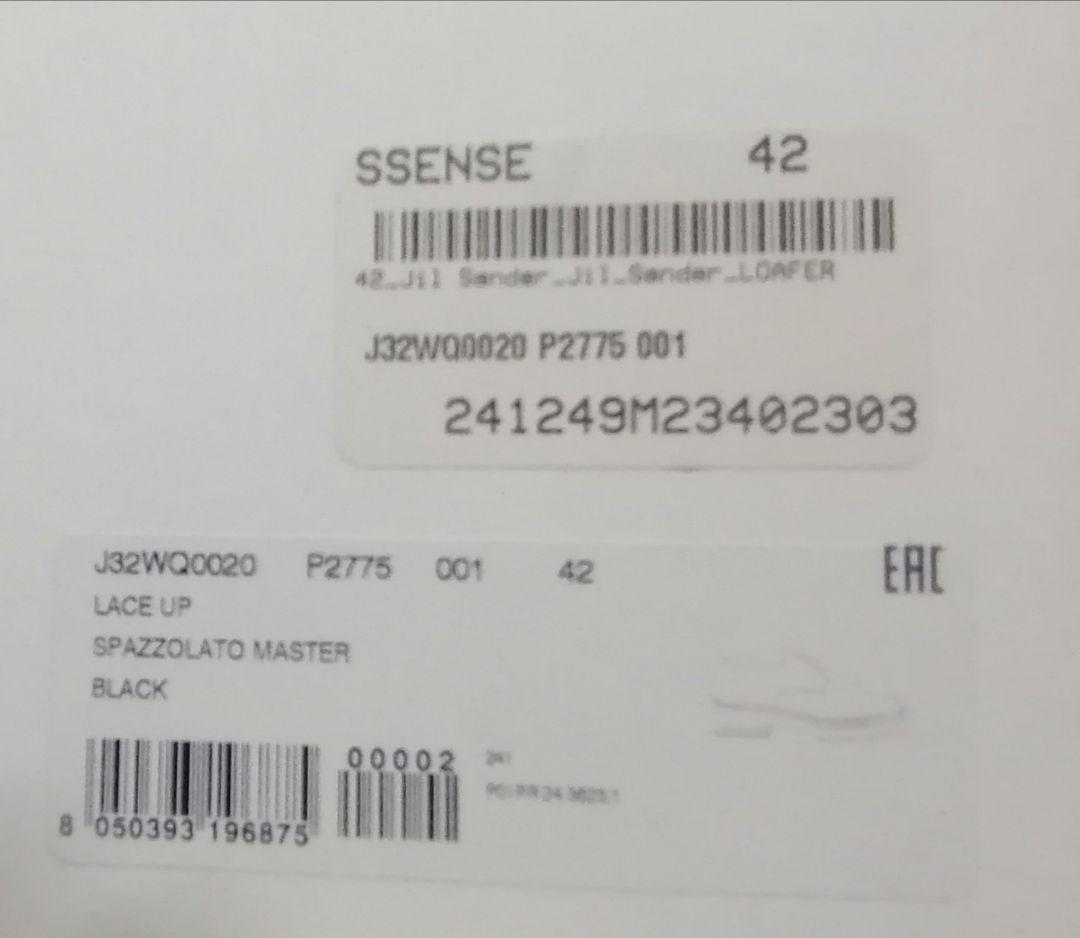 SSENSE 42
42_Jil Sander_Jil_Sander_LOAFER
J32WQ0020 P2775 001
241249M23402303
J32WQ0020 P2775 001 42 EAC
LACE UP
SPAZZOLATO MASTER
BLACK
00002 241
8 050393 196875